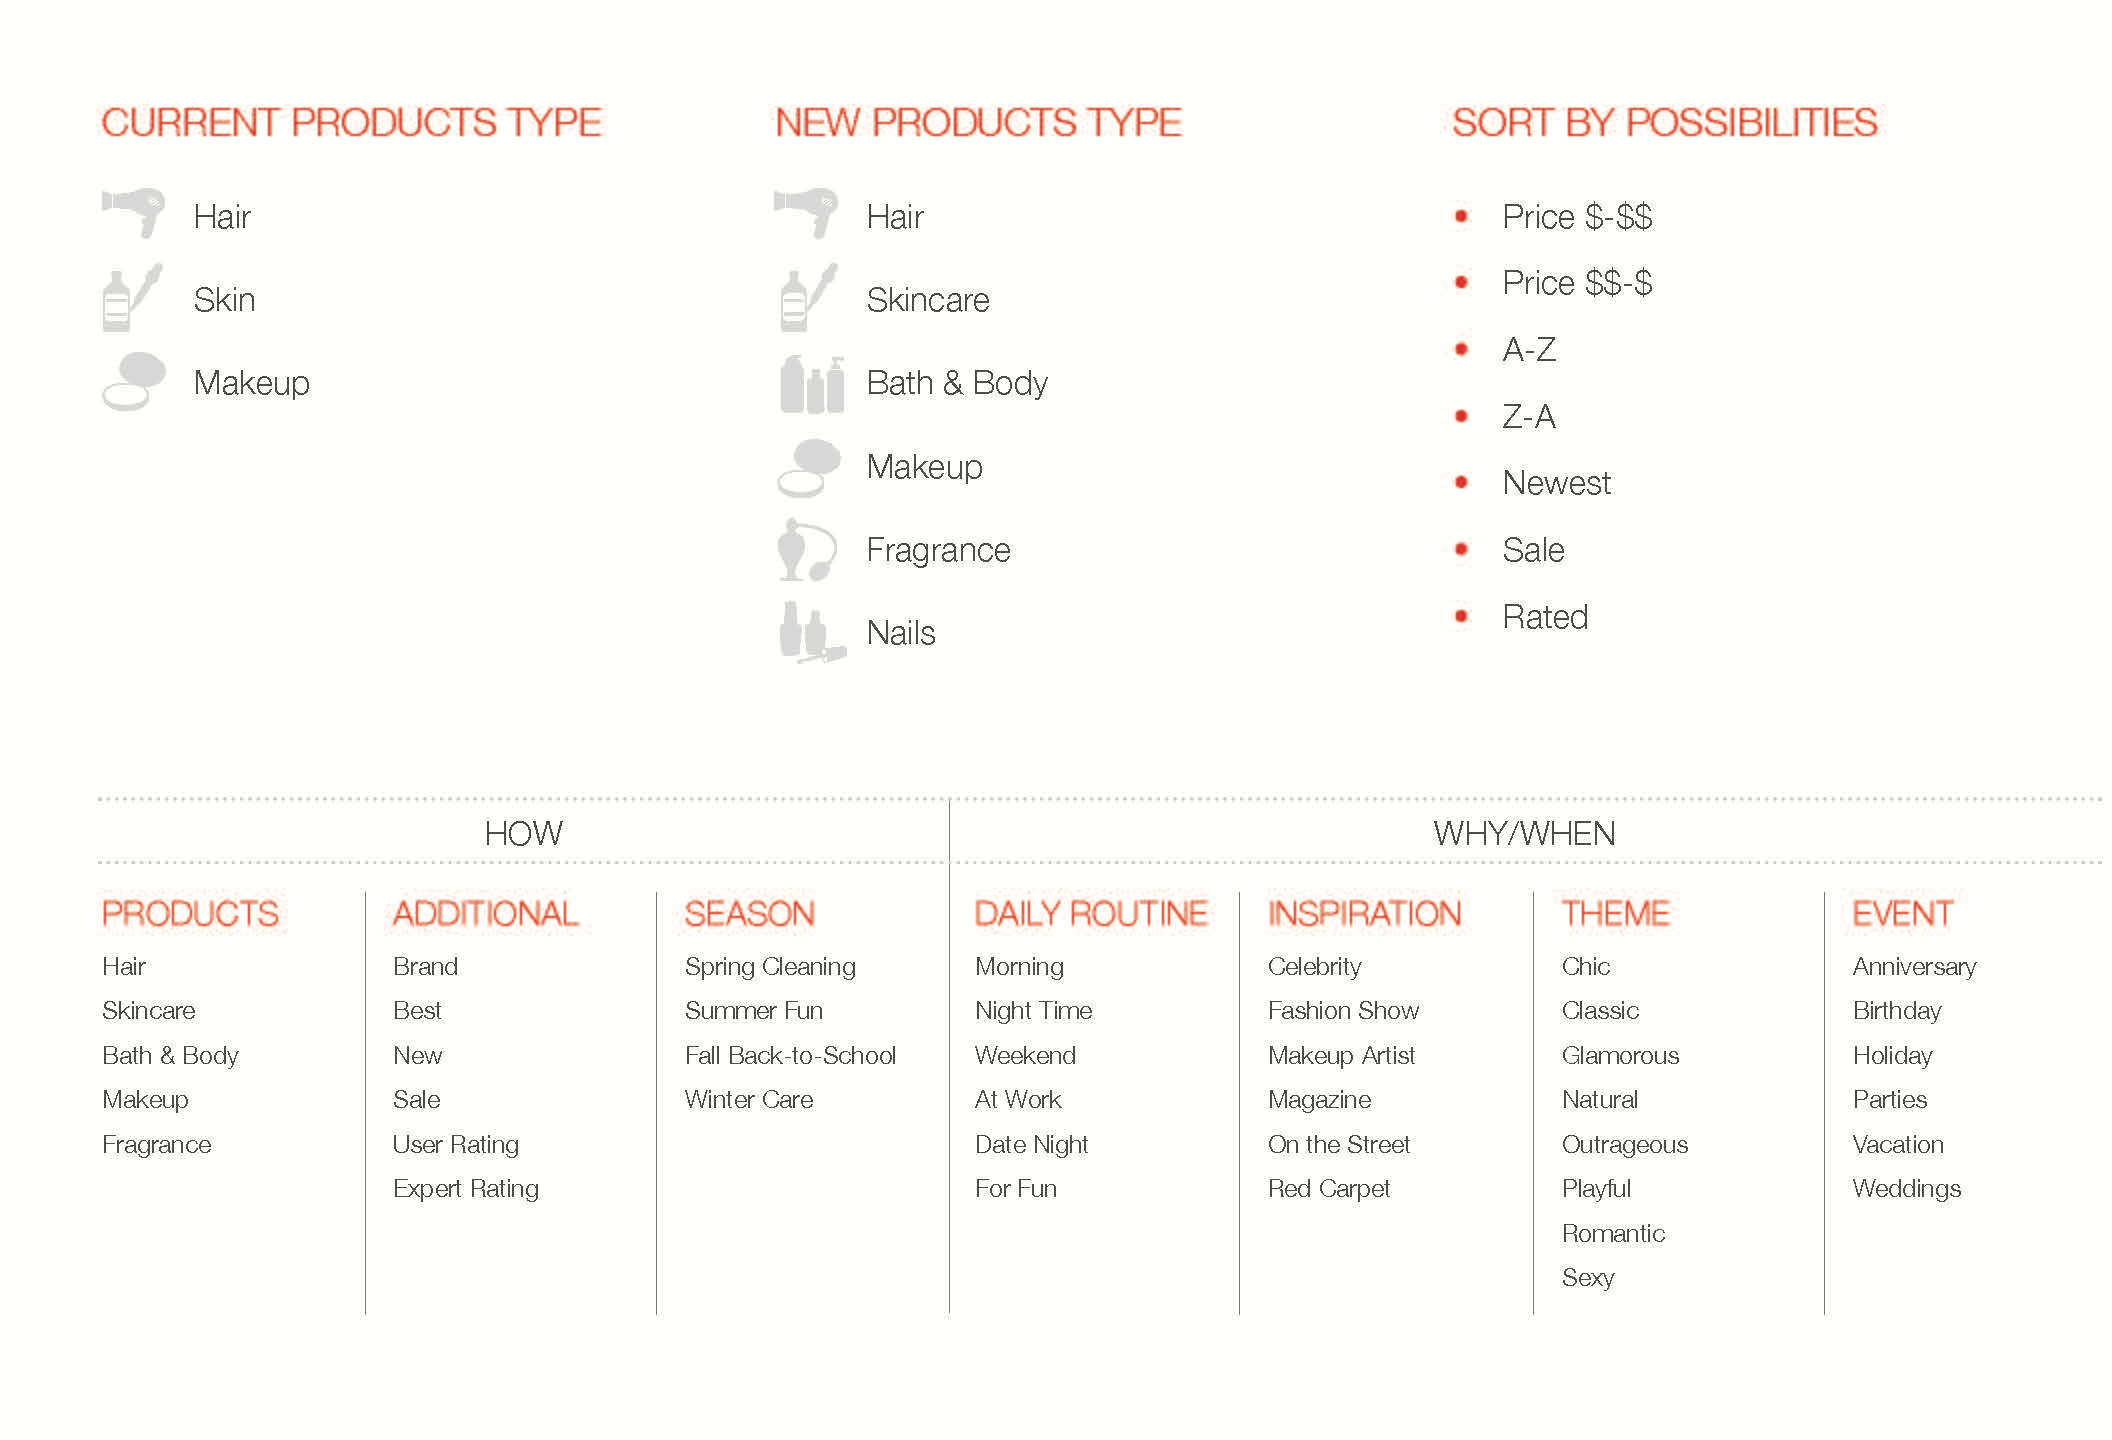 CURRENT PRODUCTS TYPE
Hair
Skin
Makeup
NEW PRODUCTS TYPE
Hair
Skincare
Bath & Body
Makeup
Fragrance
Nails
SORT BY POSSIBILITIES
Price $-$$
Price $$-$
A-Z
Z-A
Newest
Sale
Rated
HOW
PRODUCTS
Hair
Skincare
Bath & Body
Makeup
Fragrance
ADDITIONAL
Brand
Best
New
Sale
User Rating
Expert Rating
SEASON
Spring Cleaning
Summer Fun
Fall Back-to-School
Winter Care
WHY/WHEN
DAILY ROUTINE
Morning
Night Time
Weekend
At Work
Date Night
For Fun
INSPIRATION
Celebrity
Fashion Show
Makeup Artist
Magazine
On the Street
Red Carpet
THEME
Chic
Classic
Glamorous
Natural
Outrageous
Playful
Romantic
Sexy
EVENT
Anniversary
Birthday
Holiday
Parties
Vacation
Weddings